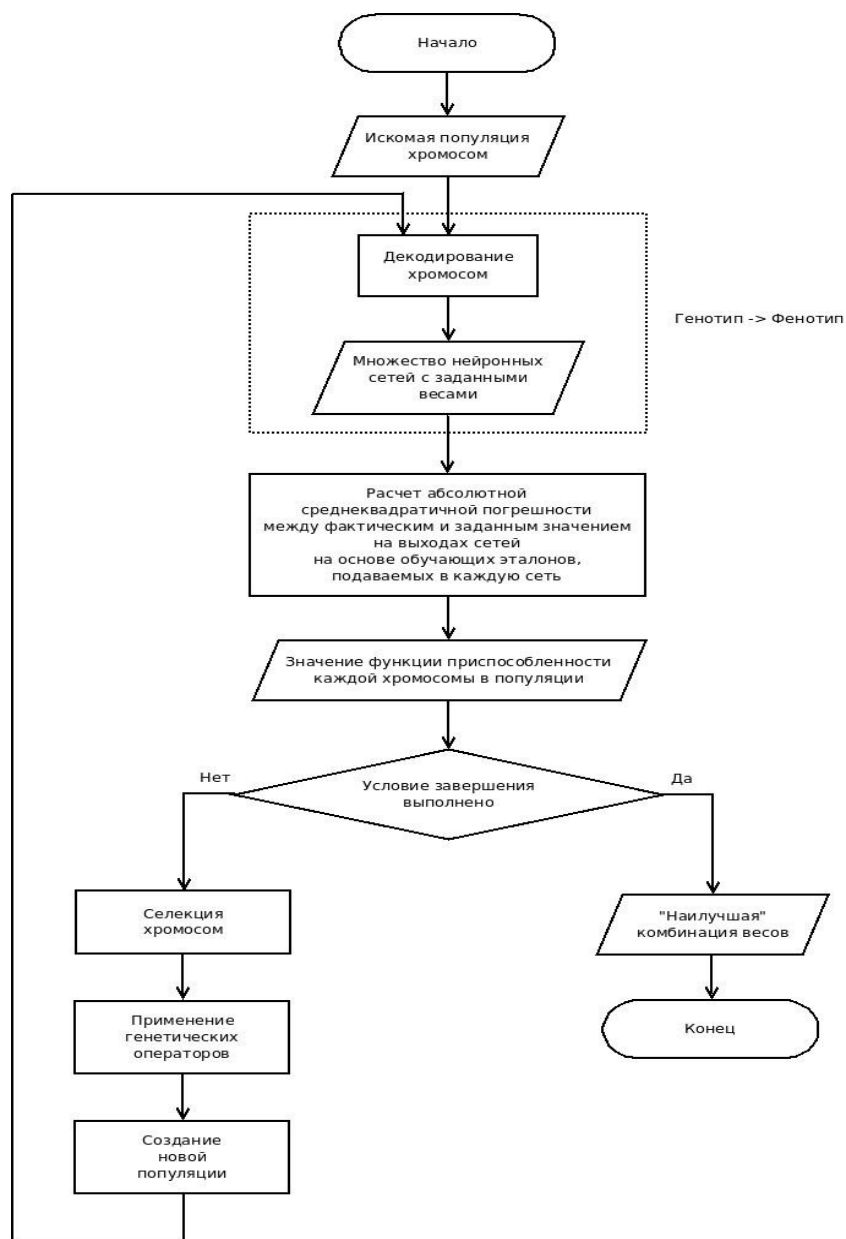 Начало
Искомая популяция
хромосом
Декодирование
хромосом
Генотип -> Фенотип
Множество нейронных
сетей с заданными
весами
Расчет абсолютной
среднеквадратичной погрешности
между фактическим и заданным значением
на выходах сетей
на основе обучающих эталонов,
подаваемых в каждую сеть
Значение функции приспособленности
каждой хромосомы в популяции
Условие завершения
выполнено
Нет
Да
Селекция
хромосом
Применение
генетических
операторов
Создание
новой
популяции
"Наилучшая"
комбинация весов
Конец